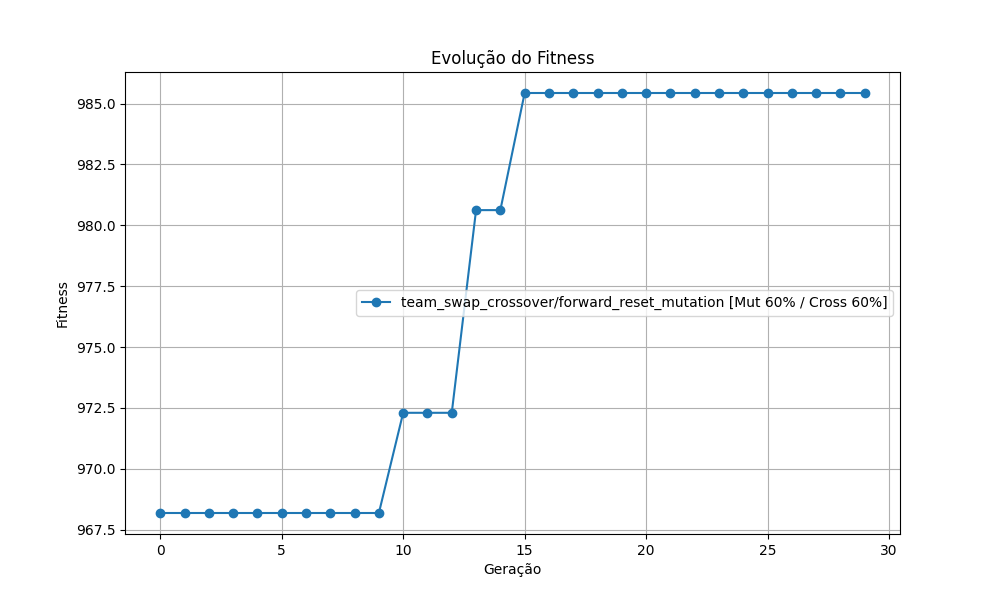 Evolução do Fitness
Fitness
985.0
982.5
980.0
977.5
975.0
972.5
970.0
967.5
team_swap_crossover/forward_reset_mutation [Mut 60% / Cross 60%]
0 5 10 15 20 25 30
Geração